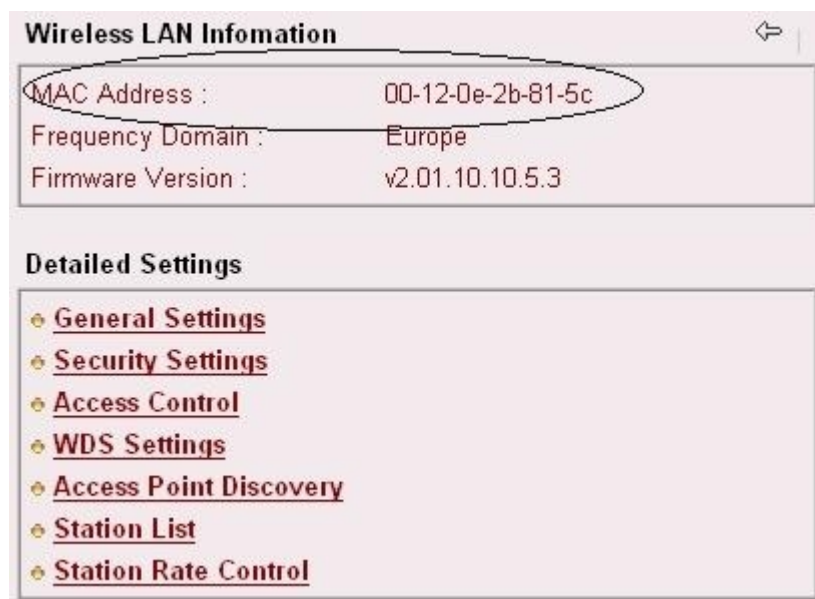 Wireless LAN Infomation
MAC Address : 00-12-0e-2b-81-5c
Frequency Domain : Europe
Firmware Version : v2.01.10.10.5.3
Detailed Settings
General Settings
Security Settings
Access Control
WDS Settings
Access Point Discovery
Station List
Station Rate Control